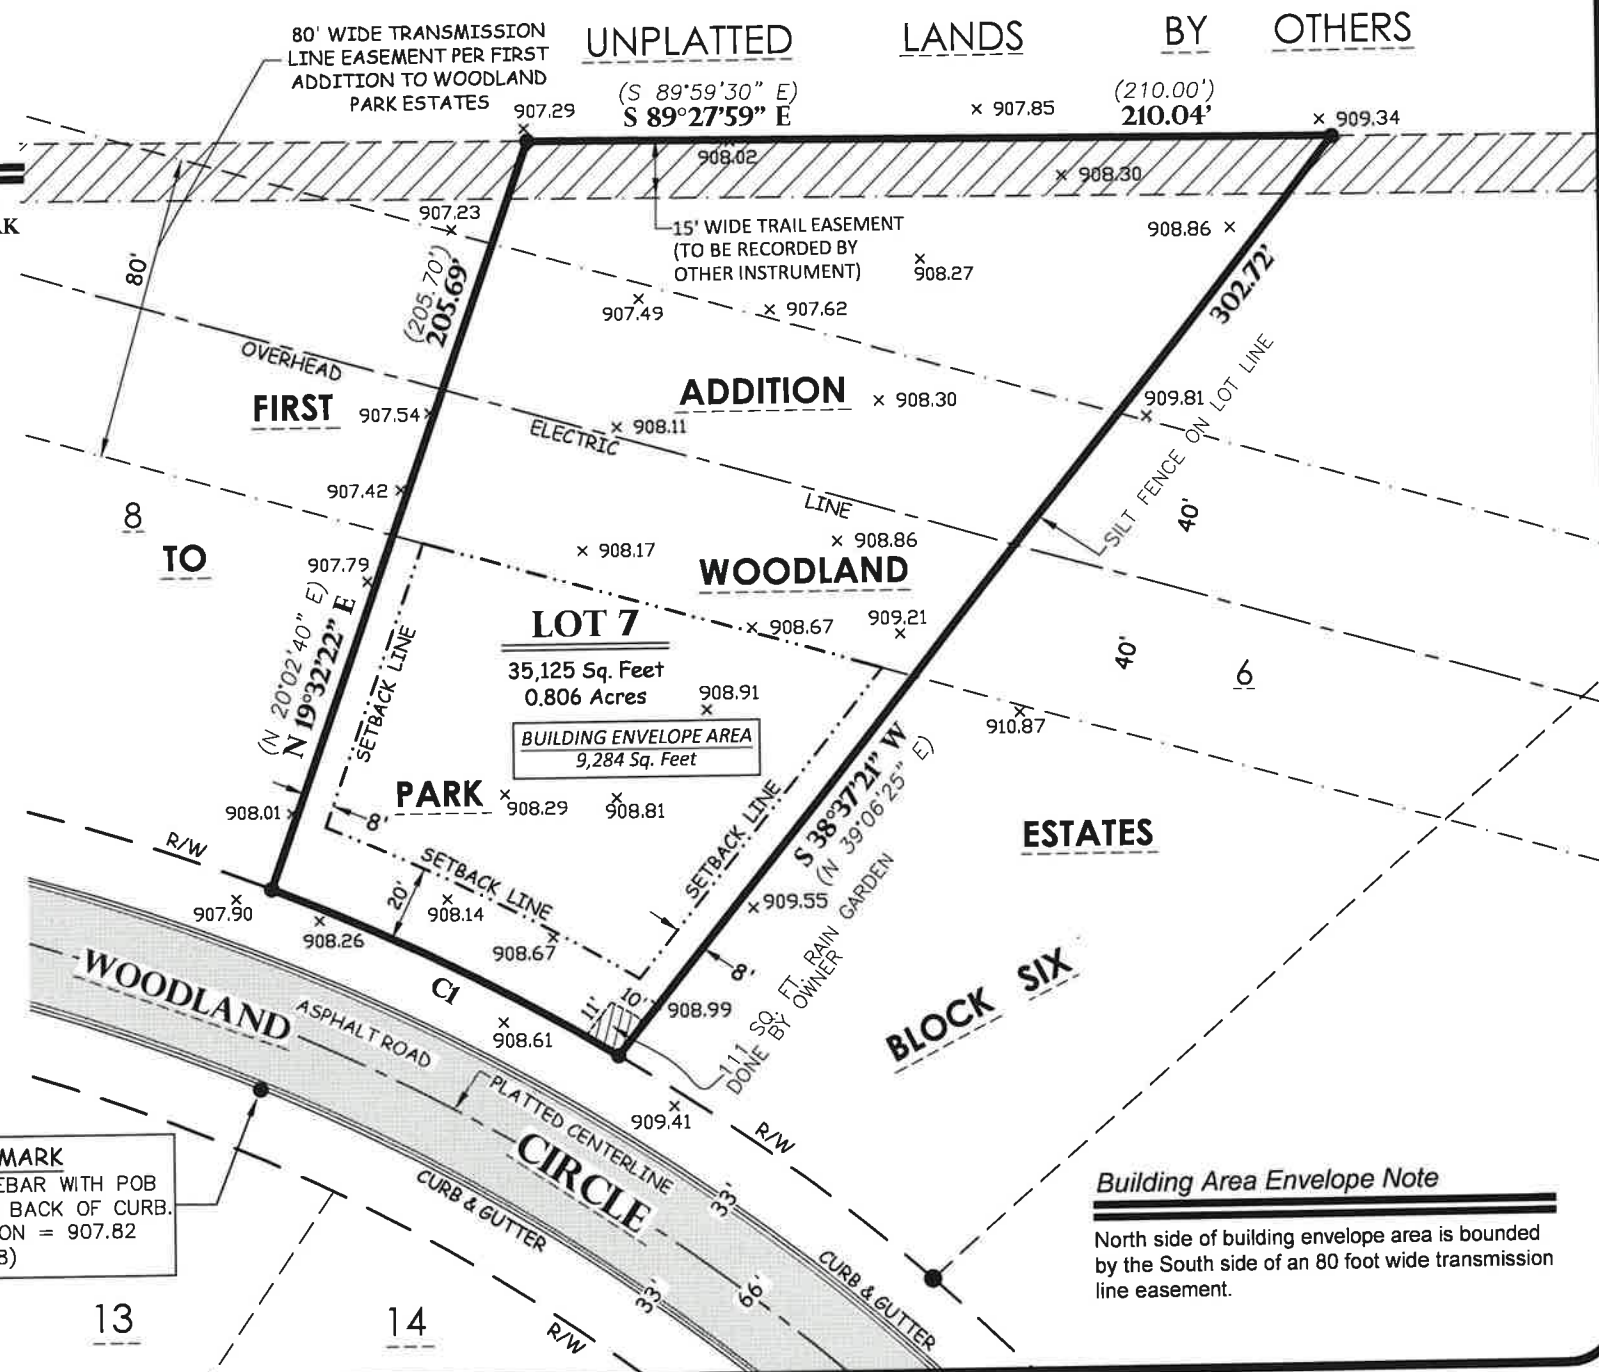 80' WIDE TRANSMISSION
LINE EASEMENT PER FIRST
ADDITION TO WOODLAND
PARK ESTATES
UNPLATTED LANDS BY OTHERS
(S 89°59'30" E)
S 89°27'59" E
(210.00')
210.04'
907.29
907.85
909.34
908.02
908.30
907.23
908.86
15' WIDE TRAIL EASEMENT
(TO BE RECORDED BY
OTHER INSTRUMENT)
908.27
80'
(205.70')
205.69'
302.72'
907.49
907.62
OVERHEAD
ELECTRIC
LINE
FIRST
907.54
ADDITION
908.30
909.81
908.11
SILT FENCE ON LOT LINE
907.42
40'
8
TO
908.17
908.86
WOODLAND
907.79
LOT 7
35,125 Sq. Feet
0.806 Acres
908.67
909.21
40'
6
(N 20°02'40" E)
N 19°32'22" E
SETBACK LINE
908.91
910.87
BUILDING ENVELOPE AREA
9,284 Sq. Feet
S 38°37'21" W
(N 39°06'25" E)
PARK
908.29
908.81
908.01
8'
SETBACK LINE
ESTATES
R/W
SETBACK LINE
20'
908.14
909.55
907.90
908.26
908.67
8'
111 SQ. FT. RAIN GARDEN
DONE BY OWNER
C1
11'
10'
908.99
BLOCK SIX
WOODLAND
ASPHALT ROAD
908.61
PLATTED CENTERLINE
909.41
R/W
CIRCLE
MARK
EBAR WITH POB
BACK OF CURB.
ON = 907.82
8)
CURB & GUTTER
33'
33'
66'
CURB & GUTTER
Building Area Envelope Note
North side of building envelope area is bounded
by the South side of an 80 foot wide transmission
line easement.
13
14
R/W